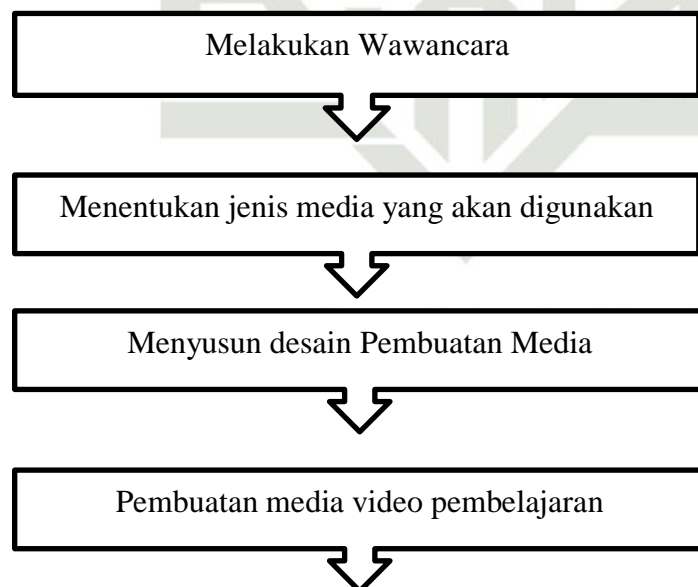 Melakukan Wawancara
Menentukan jenis media yang akan digunakan
Menyusun desain Pembuatan Media
Pembuatan media video pembelajaran